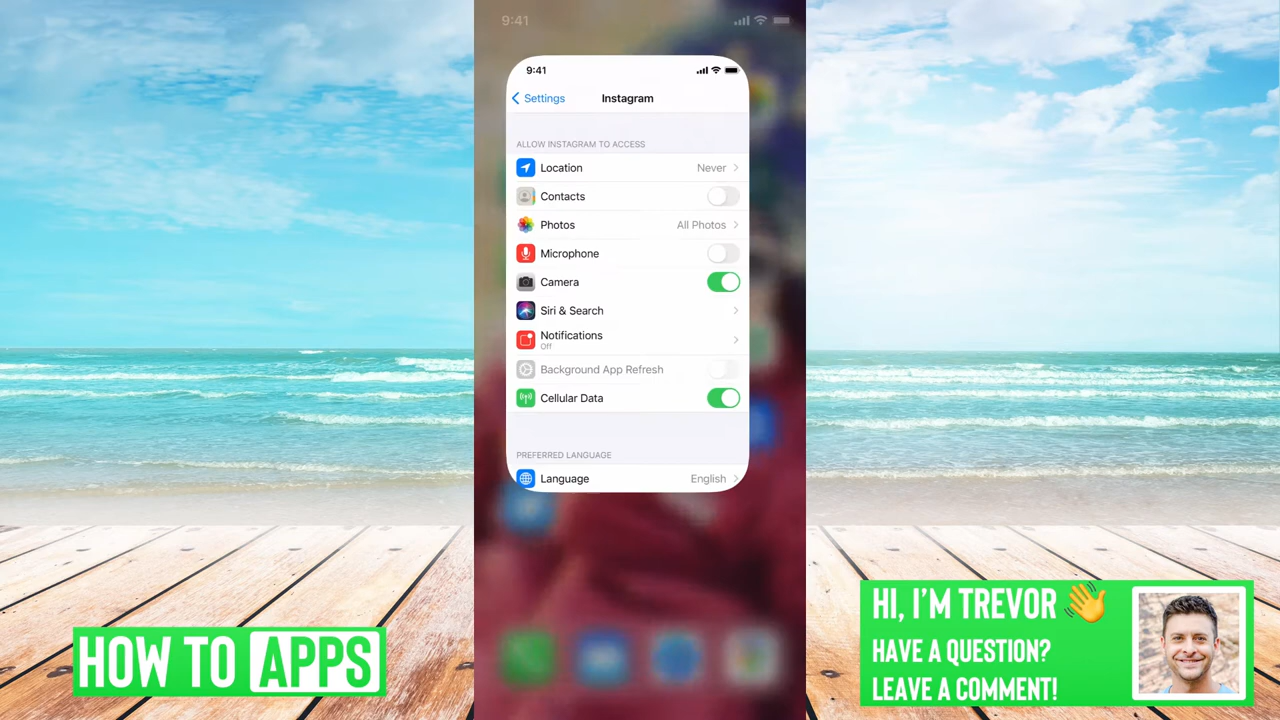 9:41
9:41
Settings
Instagram
ALLOW INSTAGRAM TO ACCESS
Location
Never
Contacts
Photos
All Photos
Microphone
Camera
Siri & Search
Notifications
Off
Background App Refresh
Cellular Data
PREFERRED LANGUAGE
Language
English
HOW TO APPS
HI, I'M TREVOR 👋
HAVE A QUESTION?
LEAVE A COMMENT!